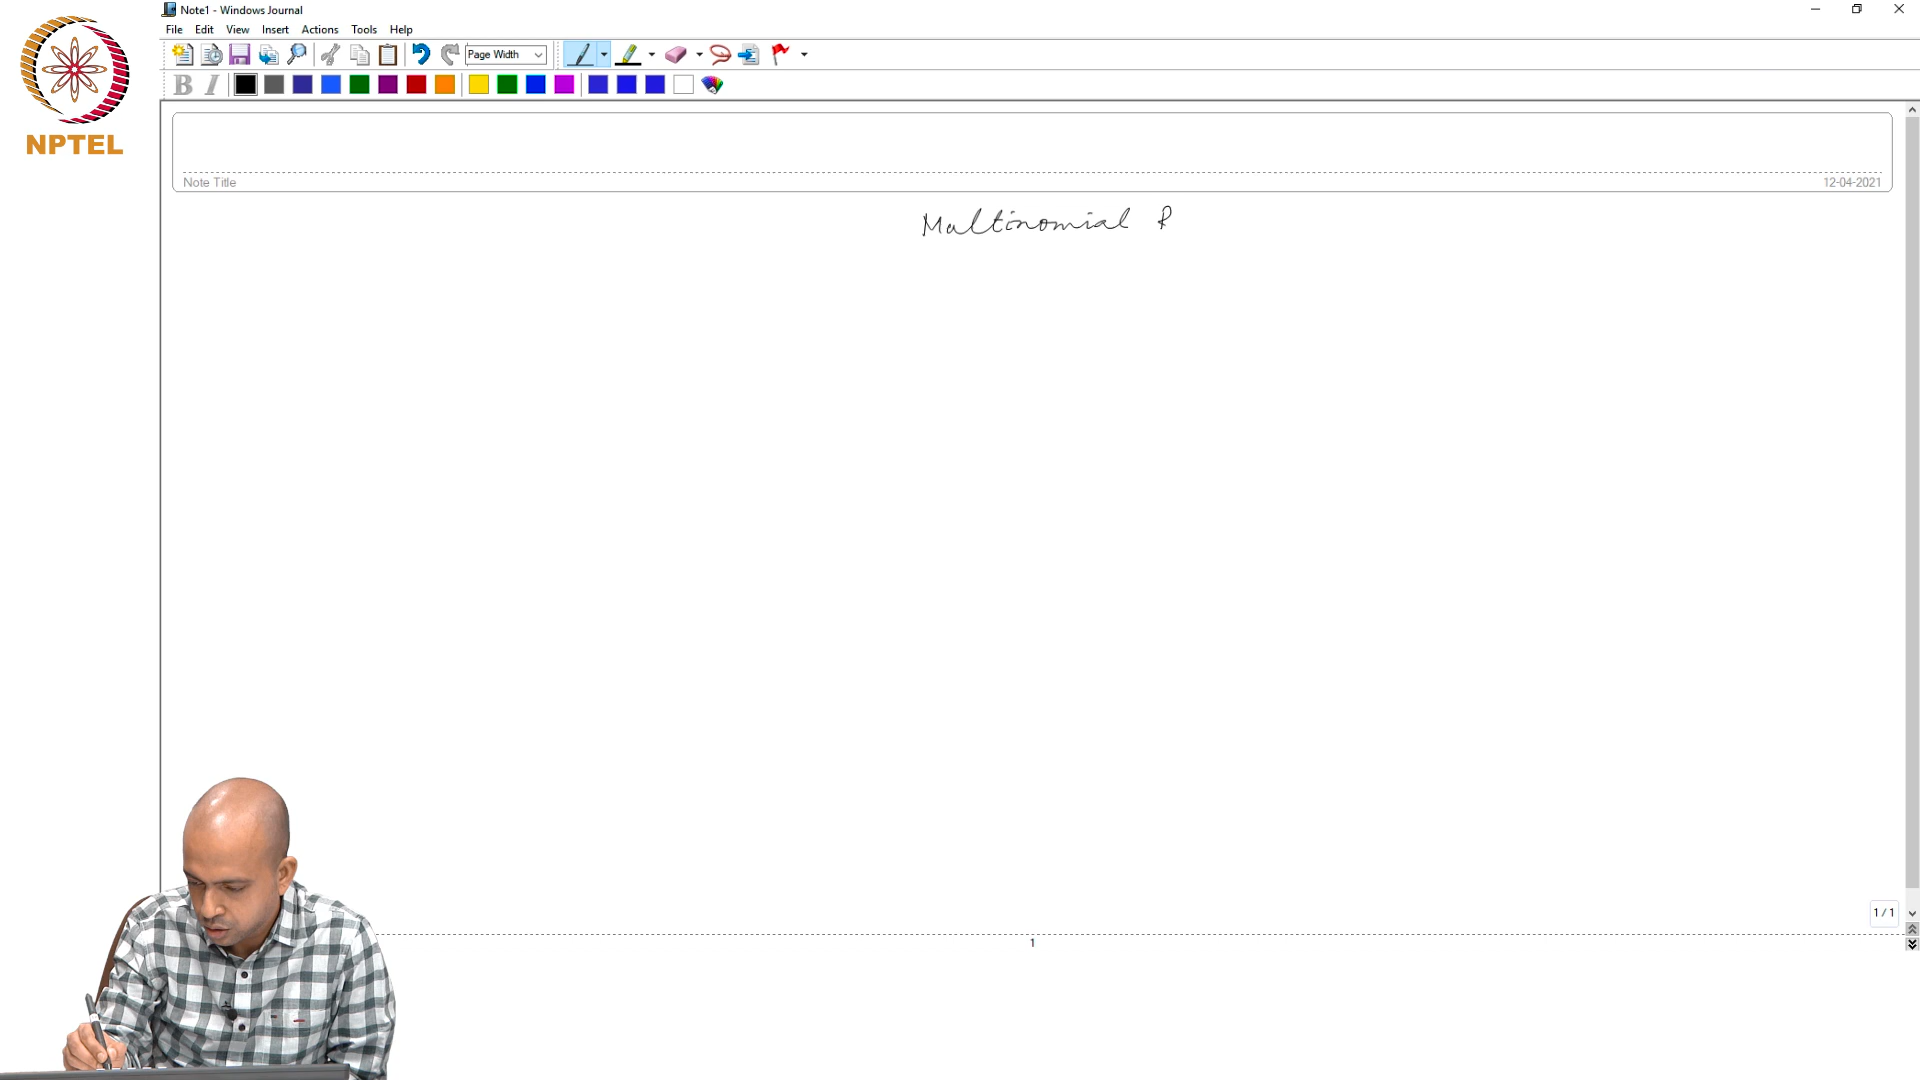 NPTEL
Note1 - Windows Journal
File Edit View Insert Actions Tools Help
Page Width
B I
Note Title
12-04-2021
Multinomial R
1 / 1
1